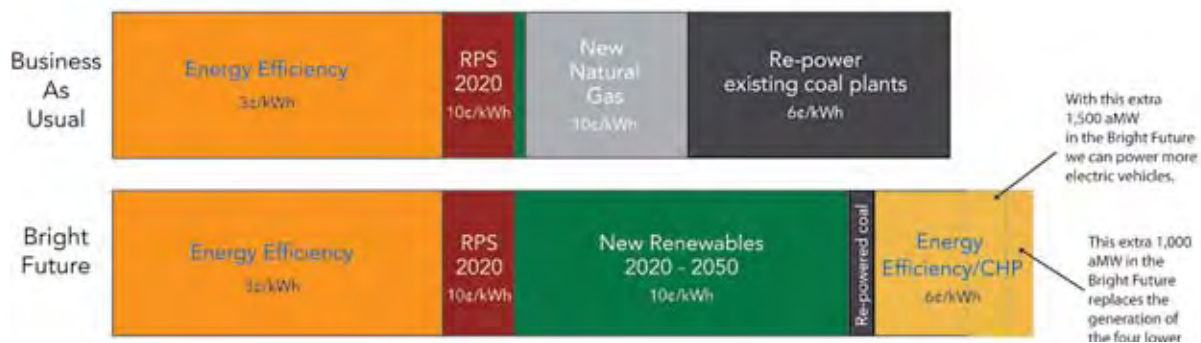 Business
As
Usual
Energy Efficiency
3¢/kWh
RPS
2020
10¢/kWh
New
Natural
Gas
10¢/kWh
Re-power
existing coal plants
6¢/kWh
With this extra
1,500 aMW
in the Bright Future
we can power more
electric vehicles.
Bright
Future
Energy Efficiency
3¢/kWh
RPS
2020
10¢/kWh
New Renewables
2020 - 2050
10¢/kWh
Re-powered coal
Energy
Efficiency/CHP
6¢/kWh
This extra 1,000
aMW in the
Bright Future
replaces the
generation of
the four lower